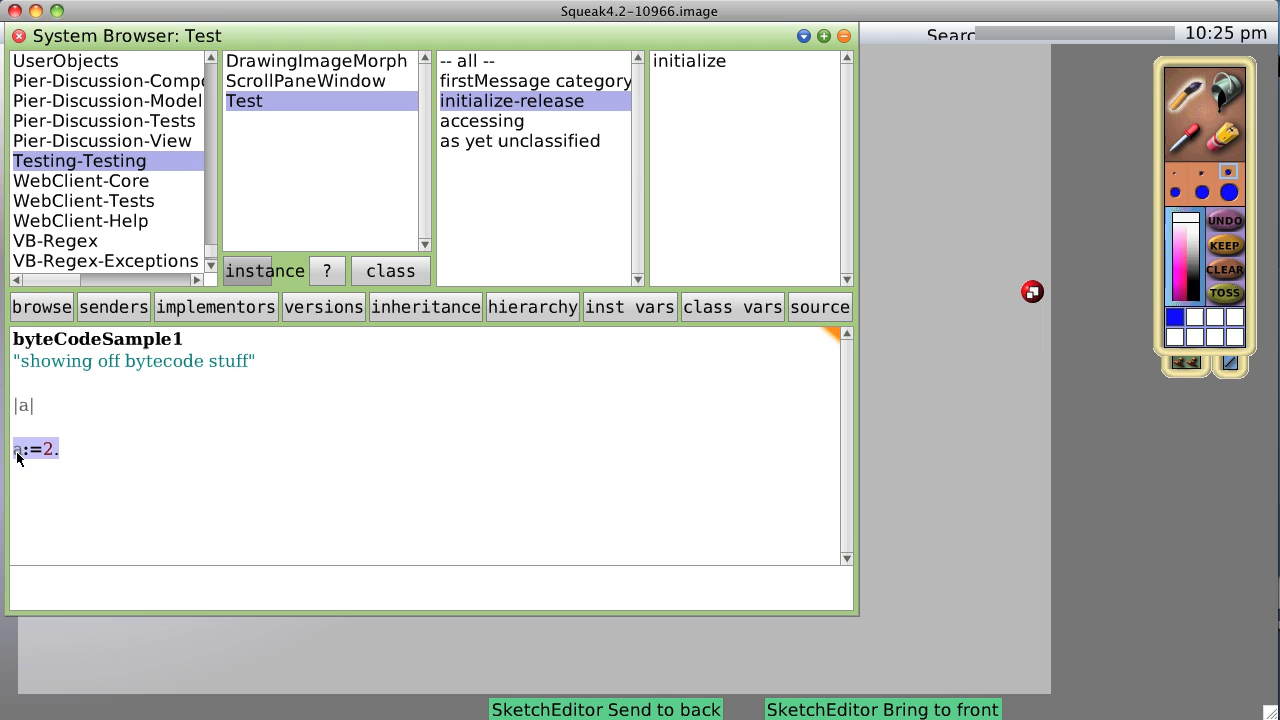 Squeak4.2-10966.image
System Browser: Test
Searc
10:25 pm
UserObjects
Pier-Discussion-Compo
Pier-Discussion-Model
Pier-Discussion-Tests
Pier-Discussion-View
Testing-Testing
WebClient-Core
WebClient-Tests
WebClient-Help
VB-Regex
VB-Regex-Exceptions
DrawingImageMorph
ScrollPaneWindow
Test
instance
?
class
-- all --
firstMessage category
initialize-release
accessing
as yet unclassified
initialize
browse
senders
implementors
versions
inheritance
hierarchy
inst vars
class vars
source
byteCodeSample1
"showing off bytecode stuff"
|a|
a:=2.
UNDO
KEEP
CLEAR
TOSS
SketchEditor Send to back
SketchEditor Bring to front